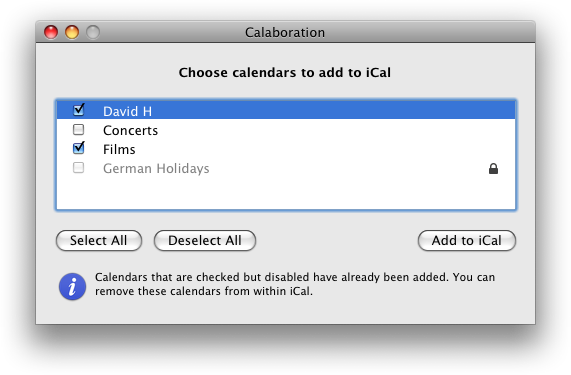 Calaboration
Choose calendars to add to iCal
David H
Concerts
Films
German Holidays
Select All Deselect All Add to iCal
Calendars that are checked but disabled have already been added. You can
remove these calendars from within iCal.